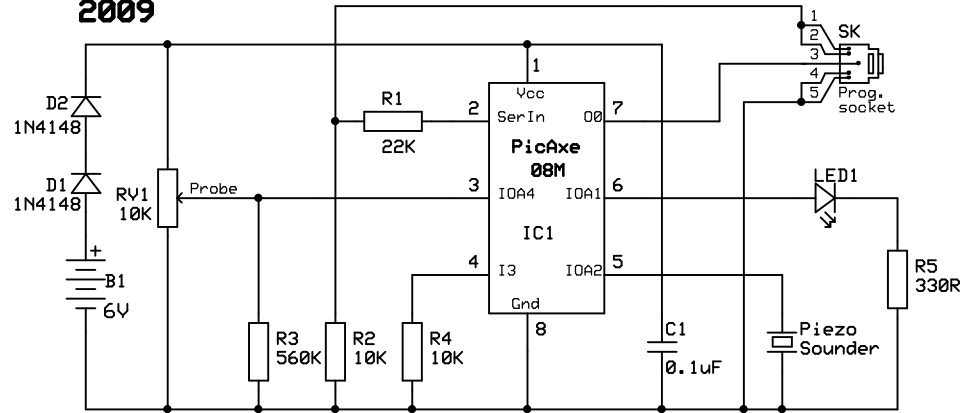 2009
1
2
3
4
5
SK
Prog.
socket
D2
1N4148
D1
1N4148
+
B1
6V
RV1
10K
Probe
R1
22K
R3
560K
R2
10K
R4
10K
1
2
3
4
Vcc
SerIn
O0
PicAxe
08M
IOA4
IOA1
IC1
I3
IOA2
Gnd
7
6
5
8
LED1
R5
330R
C1
0.1uF
Piezo
Sounder